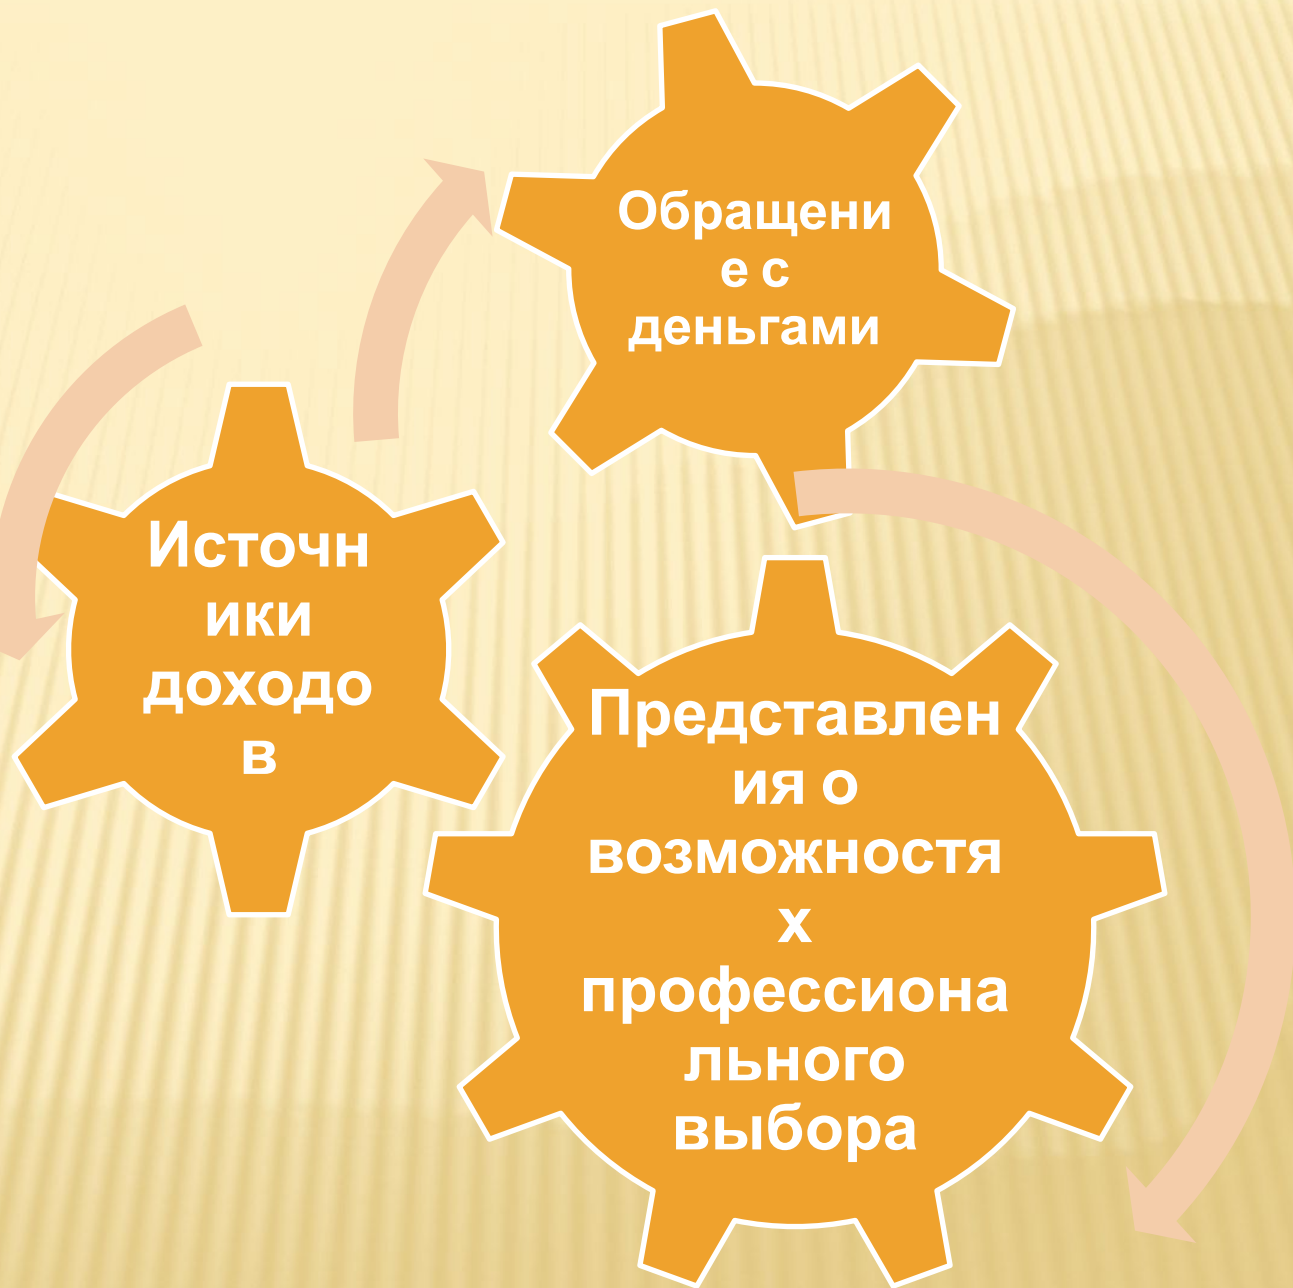 Обращени
е с
деньгами
Источн
ики
доходо
в
Представлен
ия о
возможностя
х
профессиона
льного
выбора